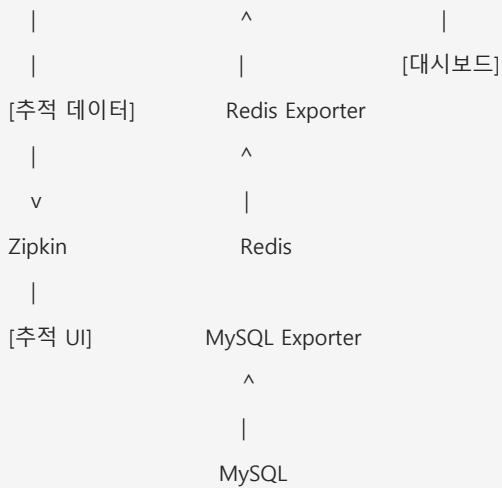 |                         ^                         |
|                         |                   [대시보드]
[추적 데이터]          Redis Exporter
|                    ^
v                         |
Zipkin                   Redis
|
[추적 UI]             MySQL Exporter
^
|
MySQL